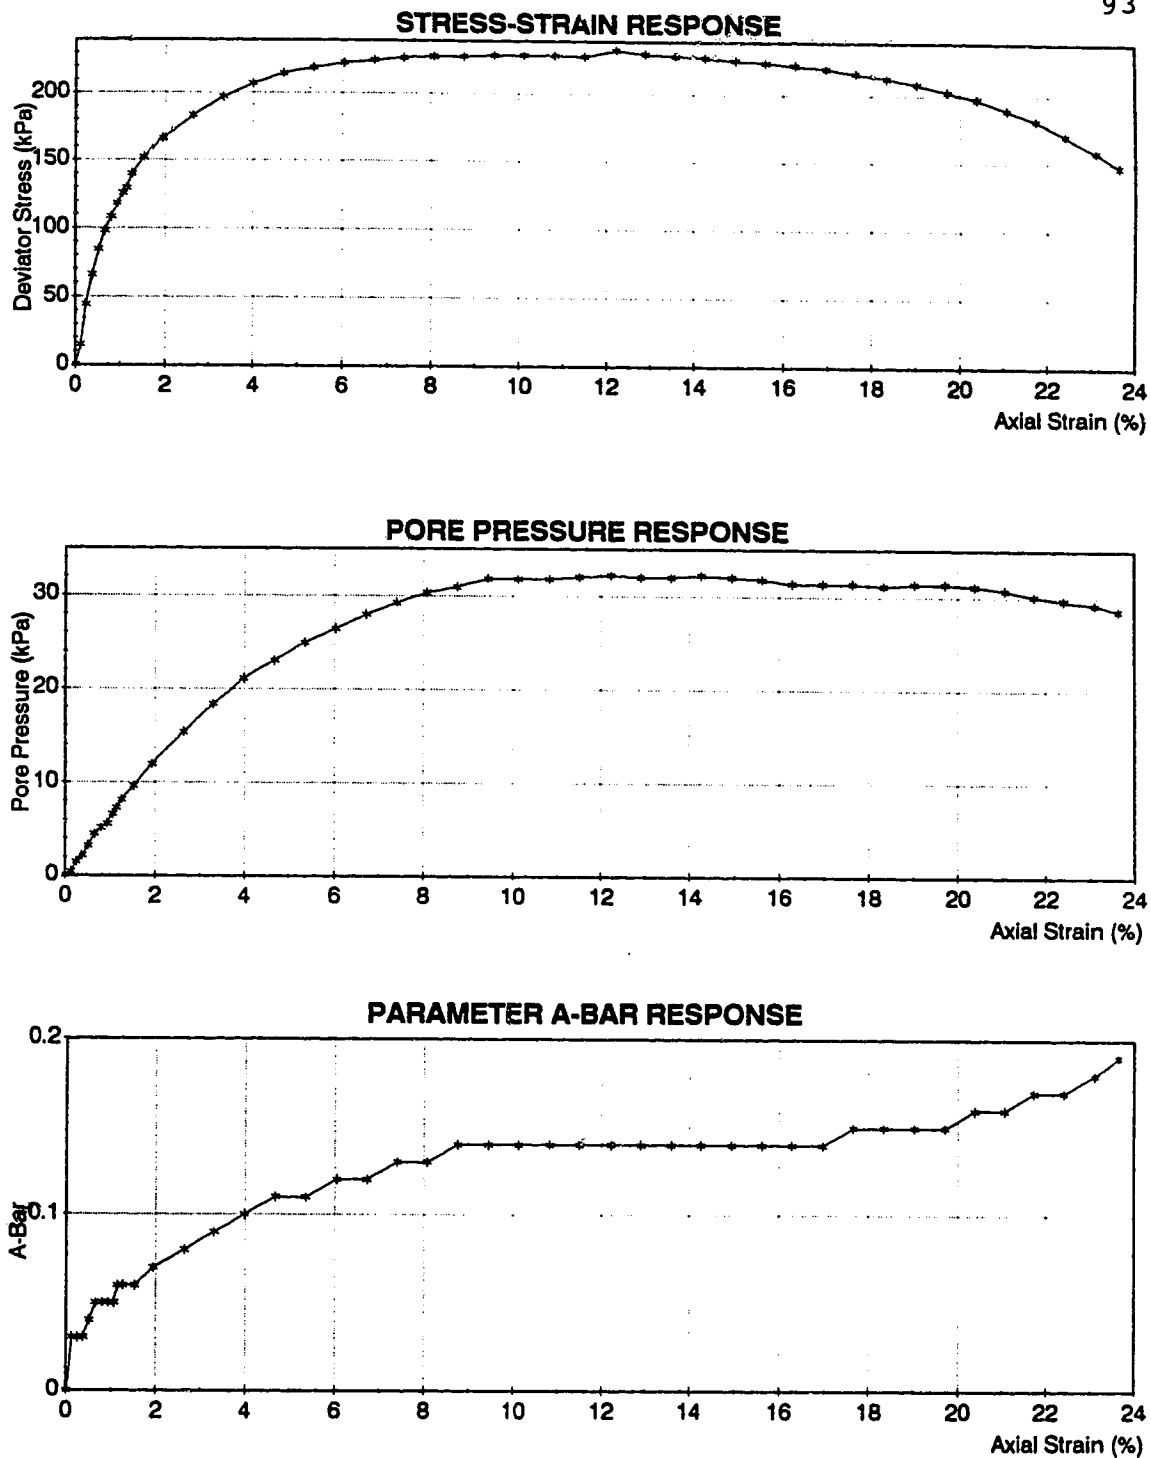 93
STRESS-STRAIN RESPONSE
Deviator Stress (kPa)
200
150
100
50
0
0 2 4 6 8 10 12 14 16 18 20 22 24
Axial Strain (%)
PORE PRESSURE RESPONSE
Pore Pressure (kPa)
30
20
10
0
0 2 4 6 8 10 12 14 16 18 20 22 24
Axial Strain (%)
PARAMETER A-BAR RESPONSE
A-Bar
0.2
0.1
0
0 2 4 6 8 10 12 14 16 18 20 22 24
Axial Strain (%)